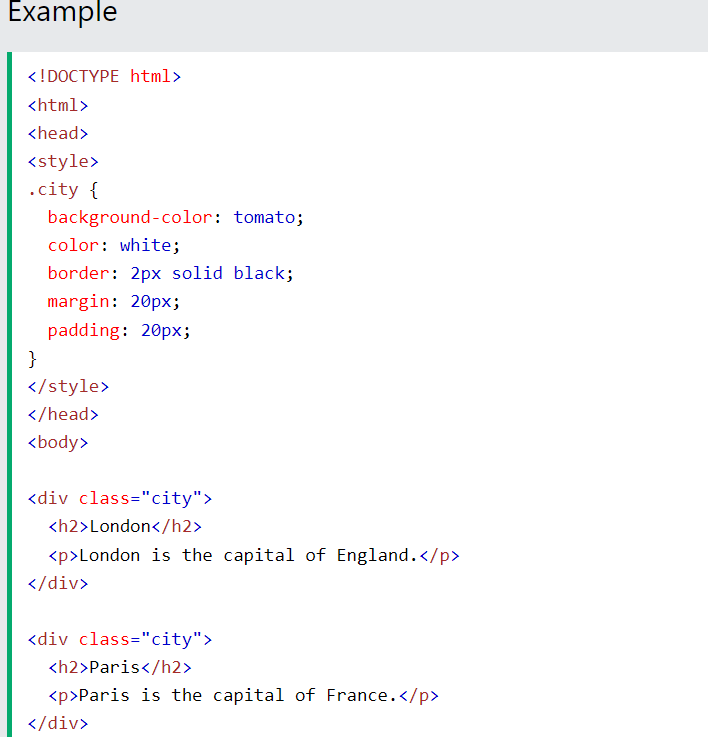 Example
<!DOCTYPE html>
<html>
<head>
<style>
.city {
  background-color: tomato;
  color: white;
  border: 2px solid black;
  margin: 20px;
  padding: 20px;
}
</style>
</head>
<body>

<div class="city">
  <h2>London</h2>
  <p>London is the capital of England.</p>
</div>

<div class="city">
  <h2>Paris</h2>
  <p>Paris is the capital of France.</p>
</div>